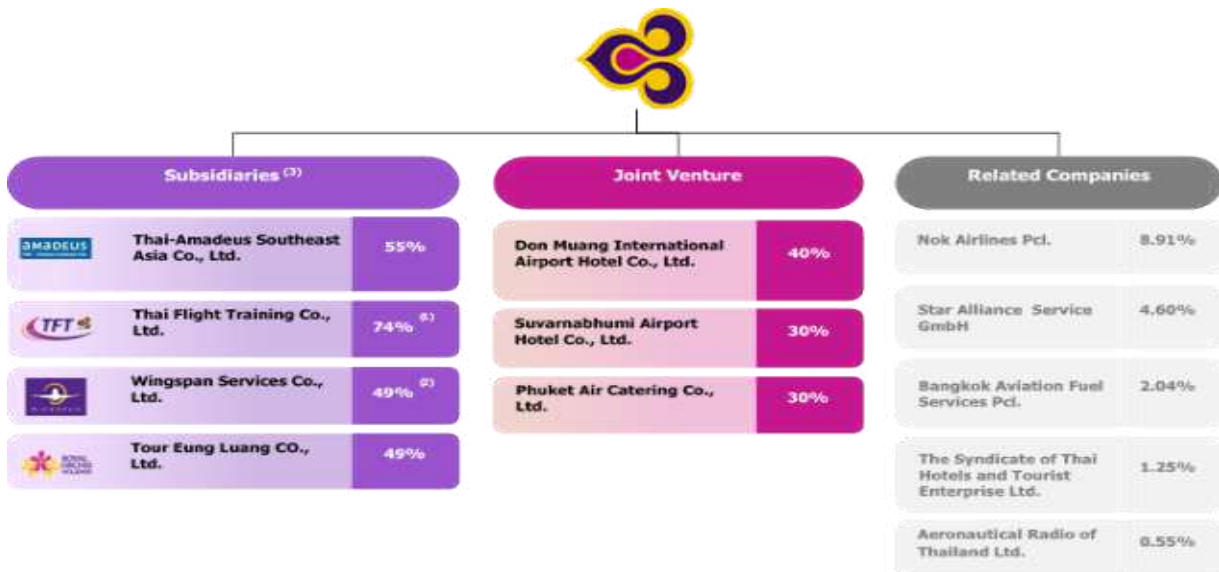 Subsidiaries (3)
amadeus
Thai-Amadeus Southeast
Asia Co., Ltd.
55%
TFT
Thai Flight Training Co.,
Ltd.
74% (1)
Wingspan Services Co.,
Ltd.
49% (2)
ROYAL
ORCHID
HOLIDAYS
Tour Eung Luang CO.,
Ltd.
49%
Joint Venture
Don Muang International
Airport Hotel Co., Ltd.
40%
Suvarnabhumi Airport
Hotel Co., Ltd.
30%
Phuket Air Catering Co.,
Ltd.
30%
Related Companies
Nok Airlines Pcl.
8.91%
Star Alliance Service
GmbH
4.60%
Bangkok Aviation Fuel
Services Pcl.
2.04%
The Syndicate of Thai
Hotels and Tourist
Enterprise Ltd.
1.25%
Aeronautical Radio of
Thailand Ltd.
0.55%